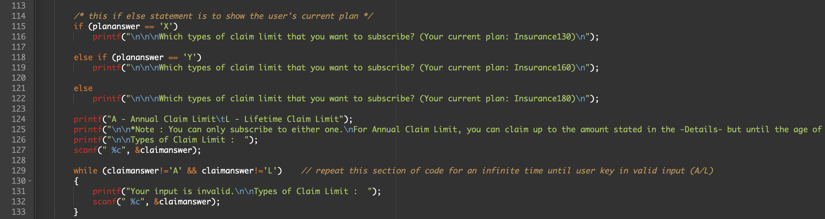 113
114 /* this if else statement is to show the user's current plan */
115 if (plananswer == 'X')
116 printf("\n\n\nWhich types of claim limit that you want to subscribe? (Your current plan: Insurance130)\n");
117
118 else if (plananswer == 'Y')
119 printf("\n\n\nWhich types of claim limit that you want to subscribe? (Your current plan: Insurance160)\n");
120
121 else
122 printf("\n\n\nWhich types of claim limit that you want to subscribe? (Your current plan: Insurance180)\n");
123
124 printf("A - Annual Claim Limit\tL - Lifetime Claim Limit");
125 printf("\n\n*Note : You can only subscribe to either one.\nFor Annual Claim Limit, you can claim up to the amount stated in the -Details- but until the age of
126 printf("\n\nTypes of Claim Limit :  ");
127 scanf(" %c", &claimanswer);
128
129 while (claimanswer!='A' && claimanswer!='L') // repeat this section of code for an infinite time until user key in valid input (A/L)
130 {
131 printf("Your input is invalid.\n\nTypes of Claim Limit :  ");
132 scanf(" %c", &claimanswer);
133 }